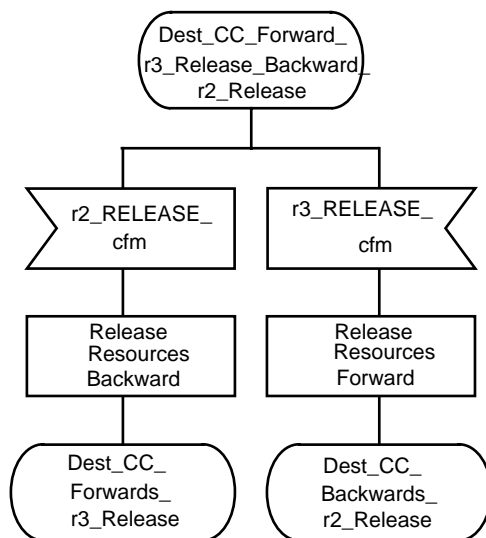 Dest_CC_Forward_
r3_Release_Backward_
r2_Release
r2_RELEASE_
cfm
r3_RELEASE_
cfm
Release
Resources
Backward
Release
Resources
Forward
Dest_CC_
Forwards_
r3_Release
Dest_CC_
Backwards_
r2_Release